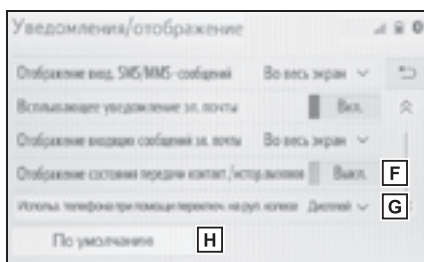 Уведомления/отображение
Отображение вход. SMS/MMS-сообщений Во весь экран
Всплывающее уведомление эл. почты Вкл.
Отображение входящих сообщений эл. почты Во весь экран
Отображение состояния передачи контакт./истор.вызовов Выкл. F
Использ. телефона при помощи переключ. на рул. колесе Дисплей G
По умолчанию H